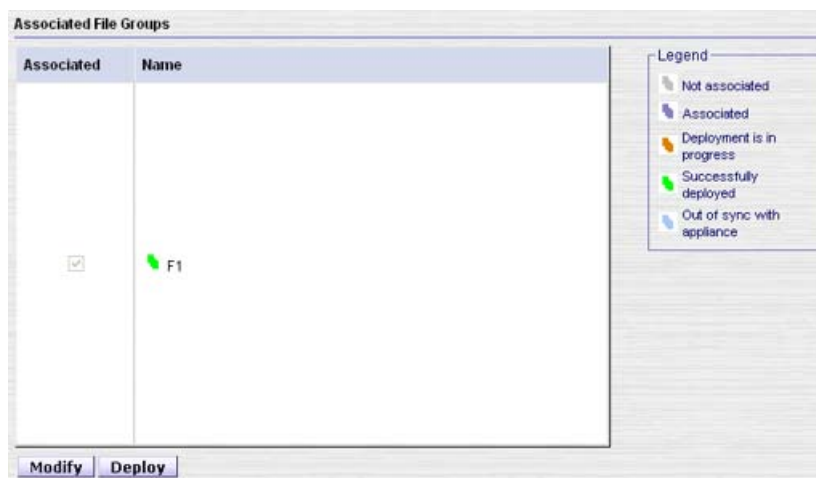 Associated File Groups
Associated Name
F1
Legend
Not associated
Associated
Deployment is in
progress
Successfully
deployed
Out of sync with
appliance
Modify Deploy